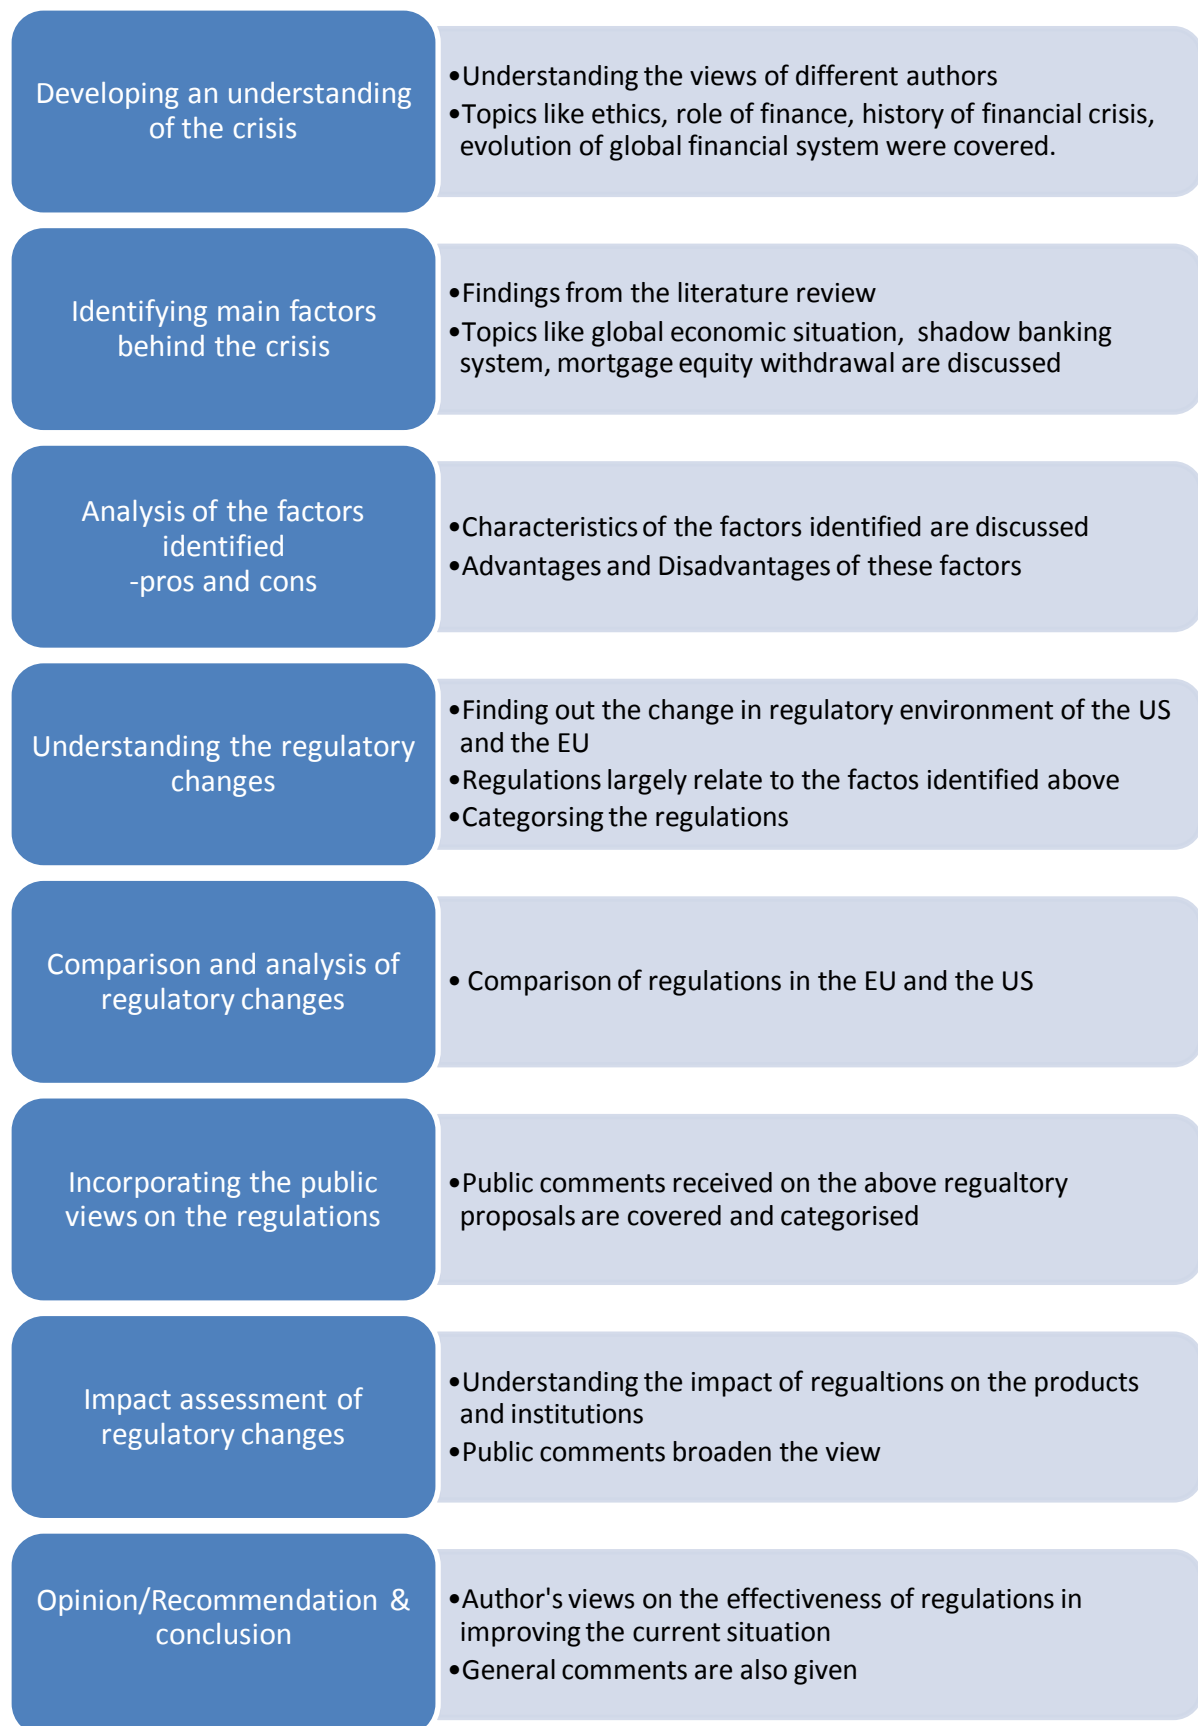 Developing an understanding
of the crisis
•Understanding the views of different authors
•Topics like ethics, role of finance, history of financial crisis,
evolution of global financial system were covered.
Identifying main factors
behind the crisis
•Findings from the literature review
•Topics like global economic situation, shadow banking
system, mortgage equity withdrawal are discussed
Analysis of the factors
identified
-pros and cons
•Characteristics of the factors identified are discussed
•Advantages and Disadvantages of these factors
Understanding the regulatory
changes
•Finding out the change in regulatory environment of the US
and the EU
•Regulations largely relate to the factos identified above
•Categorsing the regulations
Comparison and analysis of
regulatory changes
• Comparison of regulations in the EU and the US
Incorporating the public
views on the regulations
•Public comments received on the above regualtory
proposals are covered and categorised
Impact assessment of
regulatory changes
•Understanding the impact of regualtions on the products
and institutions
•Public comments broaden the view
Opinion/Recommendation &
conclusion
•Author's views on the effectiveness of regulations in
improving the current situation
•General comments are also given